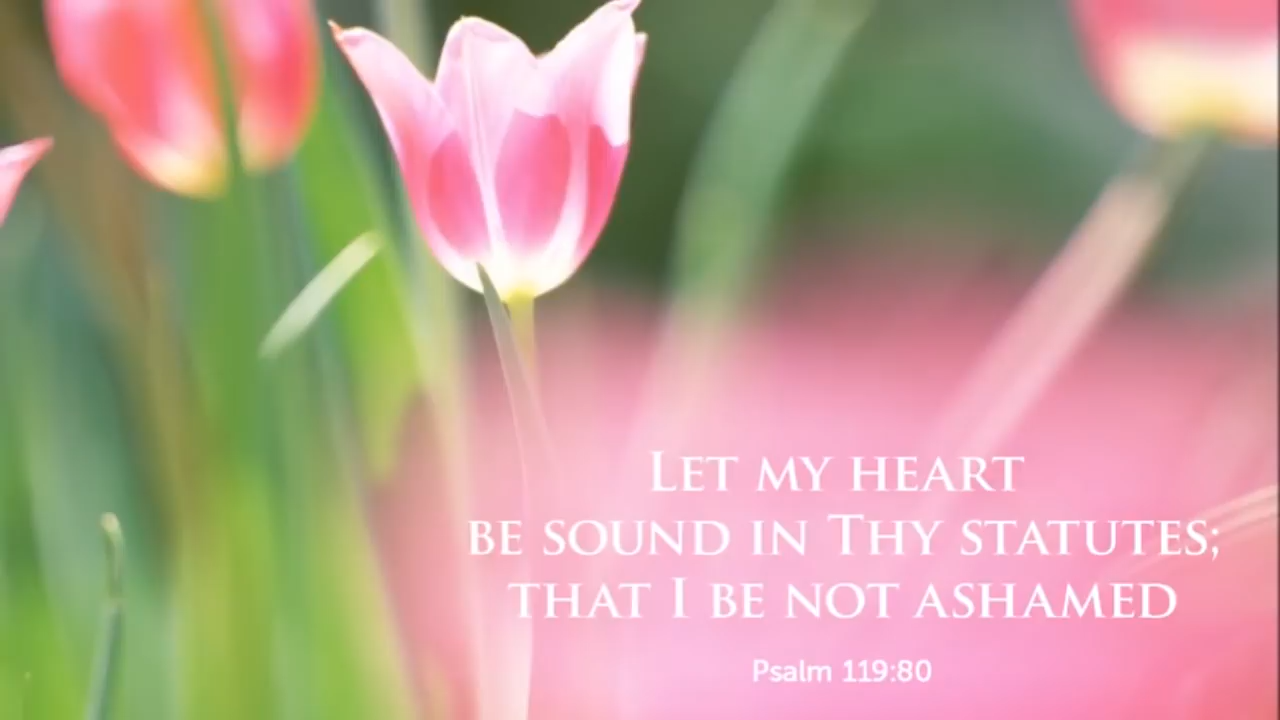 Let my heart
be sound in Thy statutes;
that I be not ashamed
Psalm 119:80